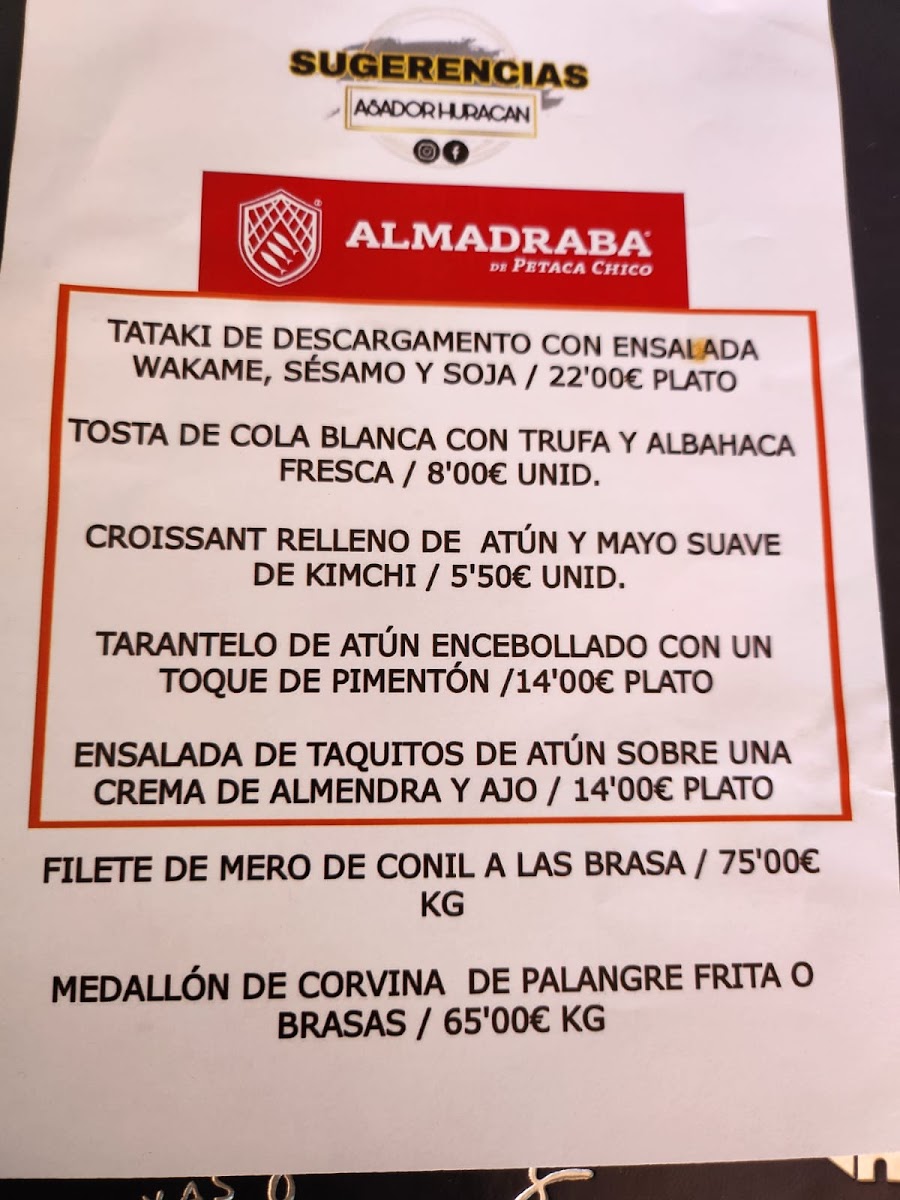 SUGERENCIAS
ASADOR HURACAN
ALMADRABA
DE PETACA CHICO
TATAKI DE DESCARGAMENTO CON ENSALADA
WAKAME, SÉSAMO Y SOJA / 22'00€ PLATO
TOSTA DE COLA BLANCA CON TRUFA Y ALBAHACA
FRESCA / 8'00€ UNID.
CROISSANT RELLENO DE ATÚN Y MAYO SUAVE
DE KIMCHI / 5'50€ UNID.
TARANTELO DE ATÚN ENCEBOLLADO CON UN
TOQUE DE PIMENTÓN /14'00€ PLATO
ENSALADA DE TAQUITOS DE ATÚN SOBRE UNA
CREMA DE ALMENDRA Y AJO / 14'00€ PLATO
FILETE DE MERO DE CONIL A LAS BRASA / 75'00€
KG
MEDALLÓN DE CORVINA DE PALANGRE FRITA O
BRASAS / 65'00€ KG